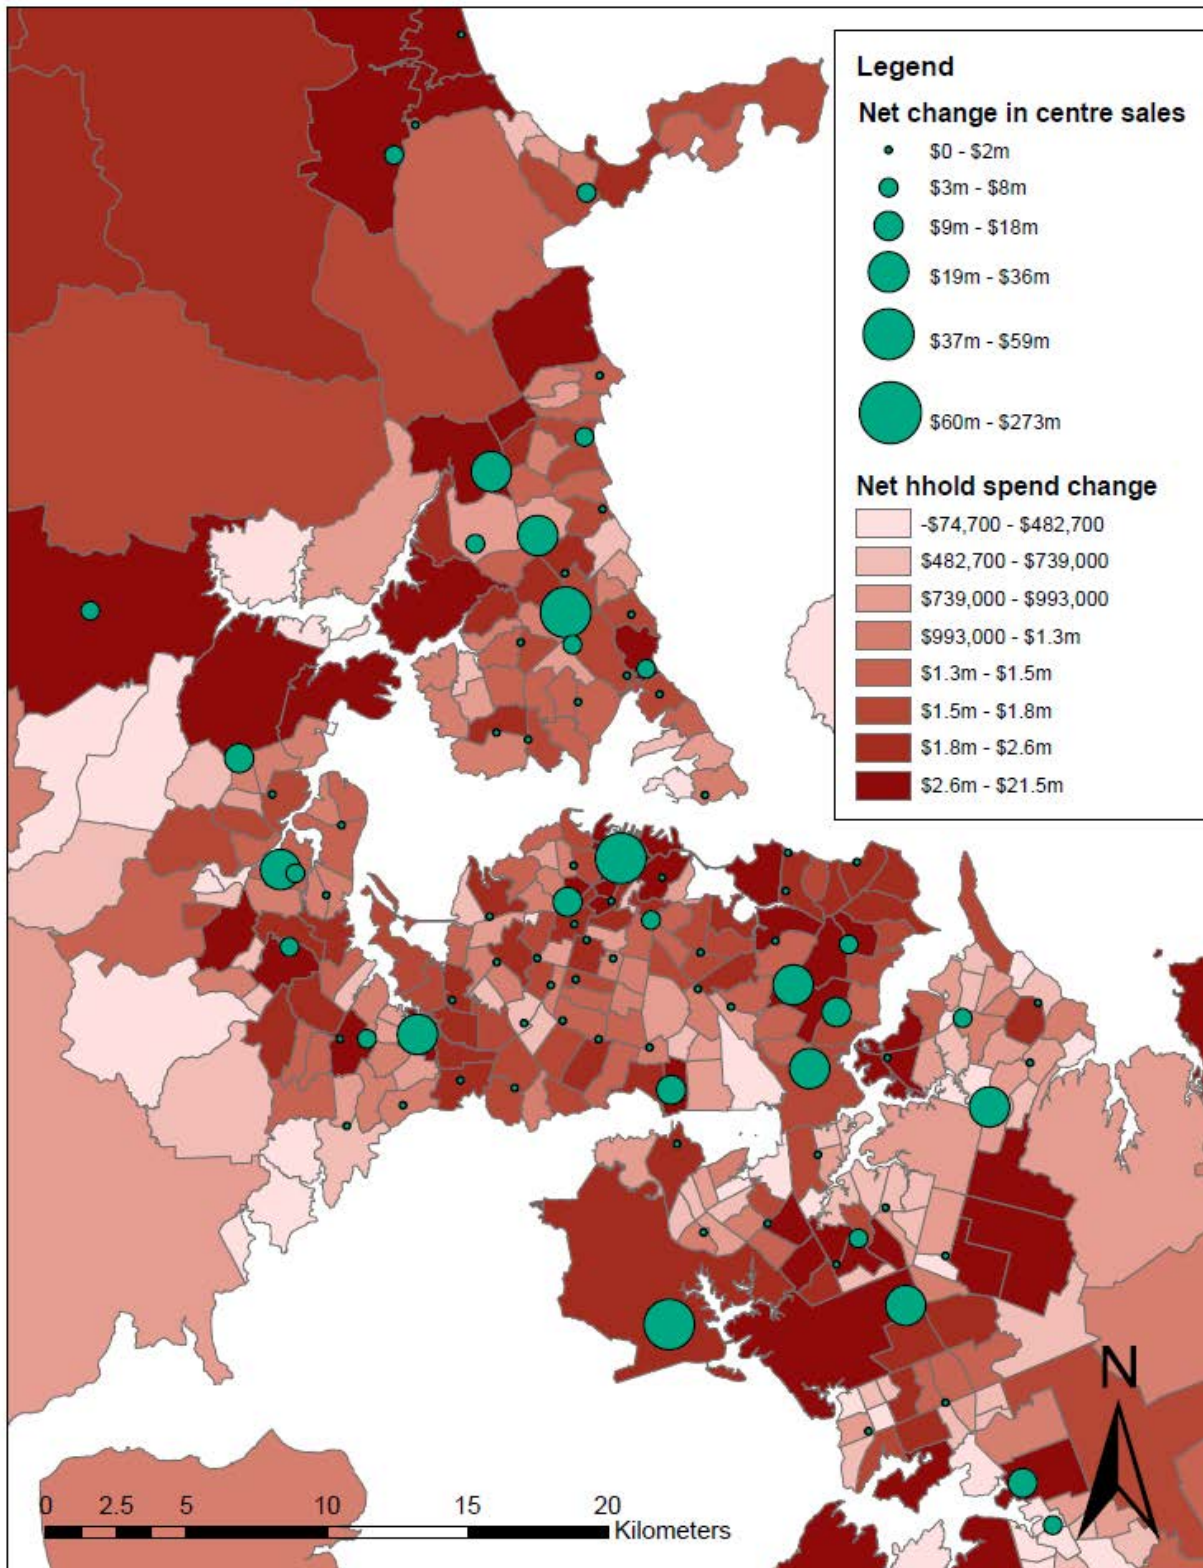 Legend
Net change in centre sales
$0 - $2m
$3m - $8m
$9m - $18m
$19m - $36m
$37m - $59m
$60m - $273m
Net hhold spend change
-$74,700 - $482,700
$482,700 - $739,000
$739,000 - $993,000
$993,000 - $1.3m
$1.3m - $1.5m
$1.5m - $1.8m
$1.8m - $2.6m
$2.6m - $21.5m
N
0 2.5 5 10 15 20
Kilometers